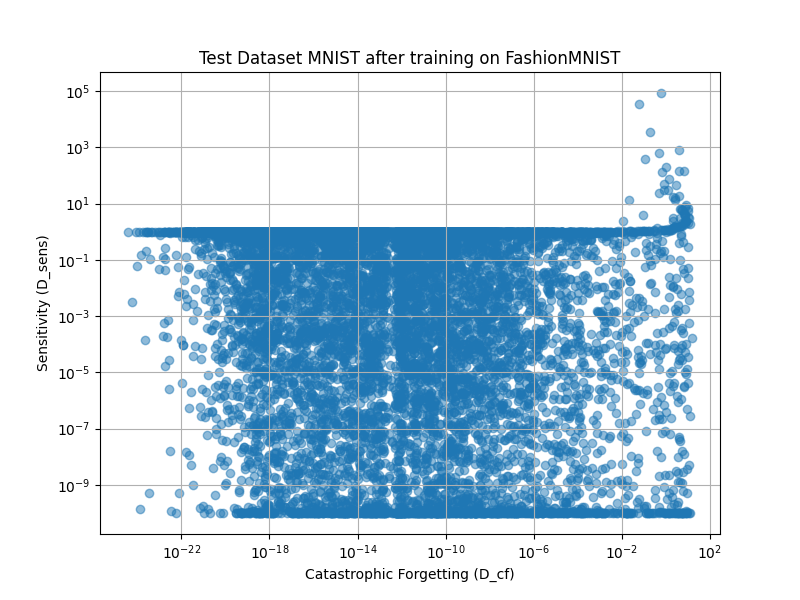 Test Dataset MNIST after training on FashionMNIST
Sensitivity (D_sens)
10^5
10^3
10^1
10^-1
10^-3
10^-5
10^-7
10^-9
10^-22 10^-18 10^-14 10^-10 10^-6 10^-2 10^2
Catastrophic Forgetting (D_cf)